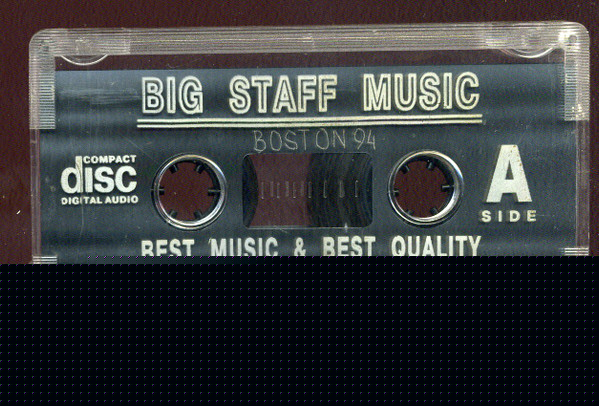 BIG STAFF MUSIC
BOSTON 94
COMPACT
disc
DIGITAL AUDIO
A
SIDE
BEST MUSIC & BEST QUALITY